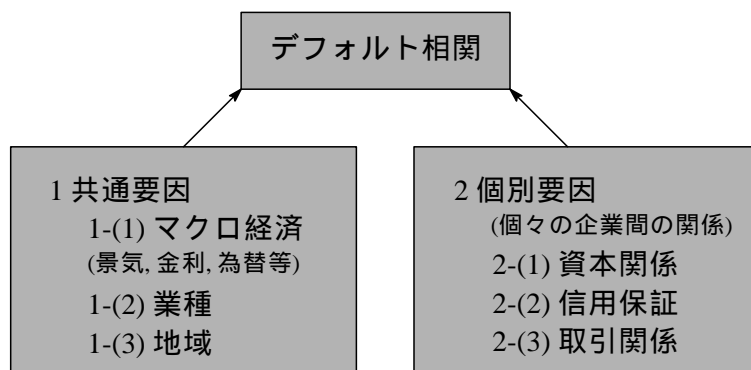 デフォルト相関
1 共通要因
1-(1) マクロ経済
(景気, 金利, 為替等)
1-(2) 業種
1-(3) 地域
2 個別要因
(個々の企業間の関係)
2-(1) 資本関係
2-(2) 信用保証
2-(3) 取引関係